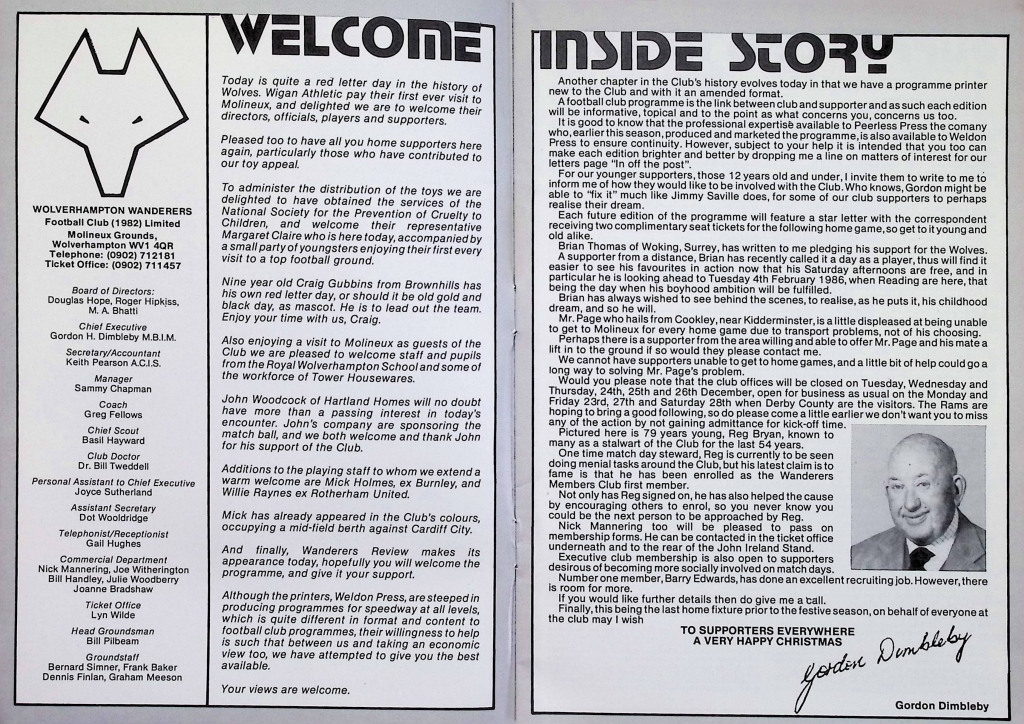 WOLVERHAMPTON WANDERERS
Football Club (1982) Limited
Molineux Grounds,
Wolverhampton WV1 4QR
Telephone: (0902) 712181
Ticket Office: (0902) 711457
Board of Directors:
Douglas Hope, Roger Hipkiss,
M. A. Bhatti
Chief Executive
Gordon H. Dimbleby M.B.I.M.
Secretary/Accountant
Keith Pearson A.C.I.S.
Manager
Sammy Chapman
Coach
Greg Fellows
Chief Scout
Basil Hayward
Club Doctor
Dr. Bill Tweddell
Personal Assistant to Chief Executive
Joyce Sutherland
Assistant Secretary
Dot Wooldridge
Telephonist/Receptionist
Gail Hughes
Commercial Department
Nick Mannering, Joe Witherington
Bill Handley, Julie Woodberry
Joanne Bradshaw
Ticket Office
Lyn Wilde
Head Groundsman
Bill Pilbeam
Groundstaff
Bernard Simner, Frank Baker
Dennis Finlan, Graham Meeson
WELCOME
Today is quite a red letter day in the history of
Wolves. Wigan Athletic pay their first ever visit to
Molineux, and delighted we are to welcome their
directors, officials, players and supporters.
Pleased too to have all you home supporters here
again, particularly those who have contributed to
our toy appeal.
To administer the distribution of the toys we are
delighted to have obtained the services of the
National Society for the Prevention of Cruelty to
Children, and welcome their representative
Margaret Claire who is here today, accompanied by
a small party of youngsters enjoying their first every
visit to a top football ground.
Nine year old Craig Gubbins from Brownhills has
his own red letter day, or should it be old gold and
black day, as mascot. He is to lead out the team.
Enjoy your time with us, Craig.
Also enjoying a visit to Molineux as guests of the
Club we are pleased to welcome staff and pupils
from the Royal Wolverhampton School and some of
the workforce of Tower Housewares.
John Woodcock of Hartland Homes will no doubt
have more than a passing interest in today's
encounter. John's company are sponsoring the
match ball, and we both welcome and thank John
for his support of the Club.
Additions to the playing staff to whom we extend a
warm welcome are Mick Holmes, ex Burnley, and
Willie Raynes ex Rotherham United.
Mick has already appeared in the Club's colours,
occupying a mid-field berth against Cardiff City.
And finally, Wanderers Review makes its
appearance today, hopefully you will welcome the
programme, and give it your support.
Although the printers, Weldon Press, are steeped in
producing programmes for speedway at all levels,
which is quite different in format and content to
football club programmes, their willingness to help
is such that between us and taking an economic
view too, we have attempted to give you the best
available.
Your views are welcome.
INSIDE STORY
Another chapter in the Club's history evolves today in that we have a programme printer
new to the Club and with it an amended format.
A football club programme is the link between club and supporter and as such each edition
will be informative, topical and to the point as what concerns you, concerns us too.
It is good to know that the professional expertise available to Peerless Press the comany
who, earlier this season, produced and marketed the programme, is also available to Weldon
Press to ensure continuity. However, subject to your help it is intended that you too can
make each edition brighter and better by dropping me a line on matters of interest for our
letters page "In off the post".
For our younger supporters, those 12 years old and under, I invite them to write to me to
inform me of how they would like to be involved with the Club. Who knows, Gordon might be
able to "fix it" much like Jimmy Saville does, for some of our club supporters to perhaps
realise their dream.
Each future edition of the programme will feature a star letter with the correspondent
receiving two complimentary seat tickets for the following home game, so get to it young and
old alike.
Brian Thomas of Woking, Surrey, has written to me pledging his support for the Wolves.
A supporter from a distance, Brian has recently called it a day as a player, thus will find it
easier to see his favourites in action now that his Saturday afternoons are free, and in
particular he is looking ahead to Tuesday 4th February 1986, when Reading are here, that
being the day when his boyhood ambition will be fulfilled.
Brian has always wished to see behind the scenes, to realise, as he puts it, his childhood
dream, and so he will.
Mr. Page who hails from Cookley, near Kidderminster, is a little displeased at being unable
to get to Molineux for every home game due to transport problems, not of his choosing.
Perhaps there is a supporter from the area willing and able to offer Mr. Page and his mate a
lift in to the ground if so would they please contact me.
We cannot have supporters unable to get to home games, and a little bit of help could go a
long way to solving Mr. Page's problem.
Would you please note that the club offices will be closed on Tuesday, Wednesday and
Thursday, 24th, 25th and 26th December, open for business as usual on the Monday and
Friday 23rd, 27th and Saturday 28th when Derby County are the visitors. The Rams are
hoping to bring a good following, so do please come a little earlier we don't want you to miss
any of the action by not gaining admittance for kick-off time.
Pictured here is 79 years young, Reg Bryan, known to
many as a stalwart of the Club for the last 54 years.
One time match day steward, Reg is currently to be seen
doing menial tasks around the Club, but his latest claim is to
fame is that he has been enrolled as the Wanderers
Members Club first member.
Not only has Reg signed on, he has also helped the cause
by encouraging others to enrol, so you never know you
could be the next person to be approached by Reg.
Nick Mannering too will be pleased to pass on
membership forms. He can be contacted in the ticket office
underneath and to the rear of the John Ireland Stand.
Executive club membership is also open to supporters
desirous of becoming more socially involved on match days.
Number one member, Barry Edwards, has done an excellent recruiting job. However, there
is room for more.
If you would like further details then do give me a call.
Finally, this being the last home fixture prior to the festive season, on behalf of everyone at
the club may I wish
TO SUPPORTERS EVERYWHERE
A VERY HAPPY CHRISTMAS
Gordon Dimbleby
Gordon Dimbleby